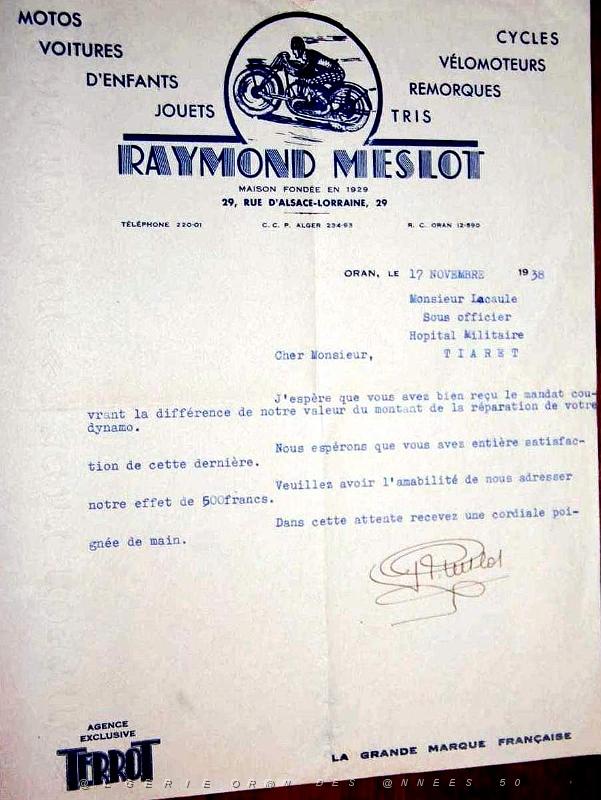 MOTOS
VOITURES
D'ENFANTS
JOUETS
CYCLES
VÉLOMOTEURS
REMORQUES
TRIS
RAYMOND MESLOT
MAISON FONDÉE EN 1929
29, RUE D'ALSACE-LORRAINE, 29
TÉLÉPHONE 220-01 C. C. P. ALGER 234-93 R. C. ORAN 12-590
ORAN, LE 17 NOVEMBRE 1938
Monsieur Lacaule
Sous officier
Hopital Militaire
TIARET
Cher Monsieur,
J'espère que vous avez bien reçu le mandat cou-
vrant la différence de notre valeur du montant de la réparation de votre
dynamo.
Nous espérons que vous avez entière satisfac-
tion de cette dernière.
Veuillez avoir l'amabilité de nous adresser
notre effet de 500francs.
Dans cette attente recevez une cordiale poi-
gnée de main.
AGENCE
EXCLUSIVE
TERROT
LA GRANDE MARQUE FRANÇAISE
@LGERIE OR@N DES @NNEES 50